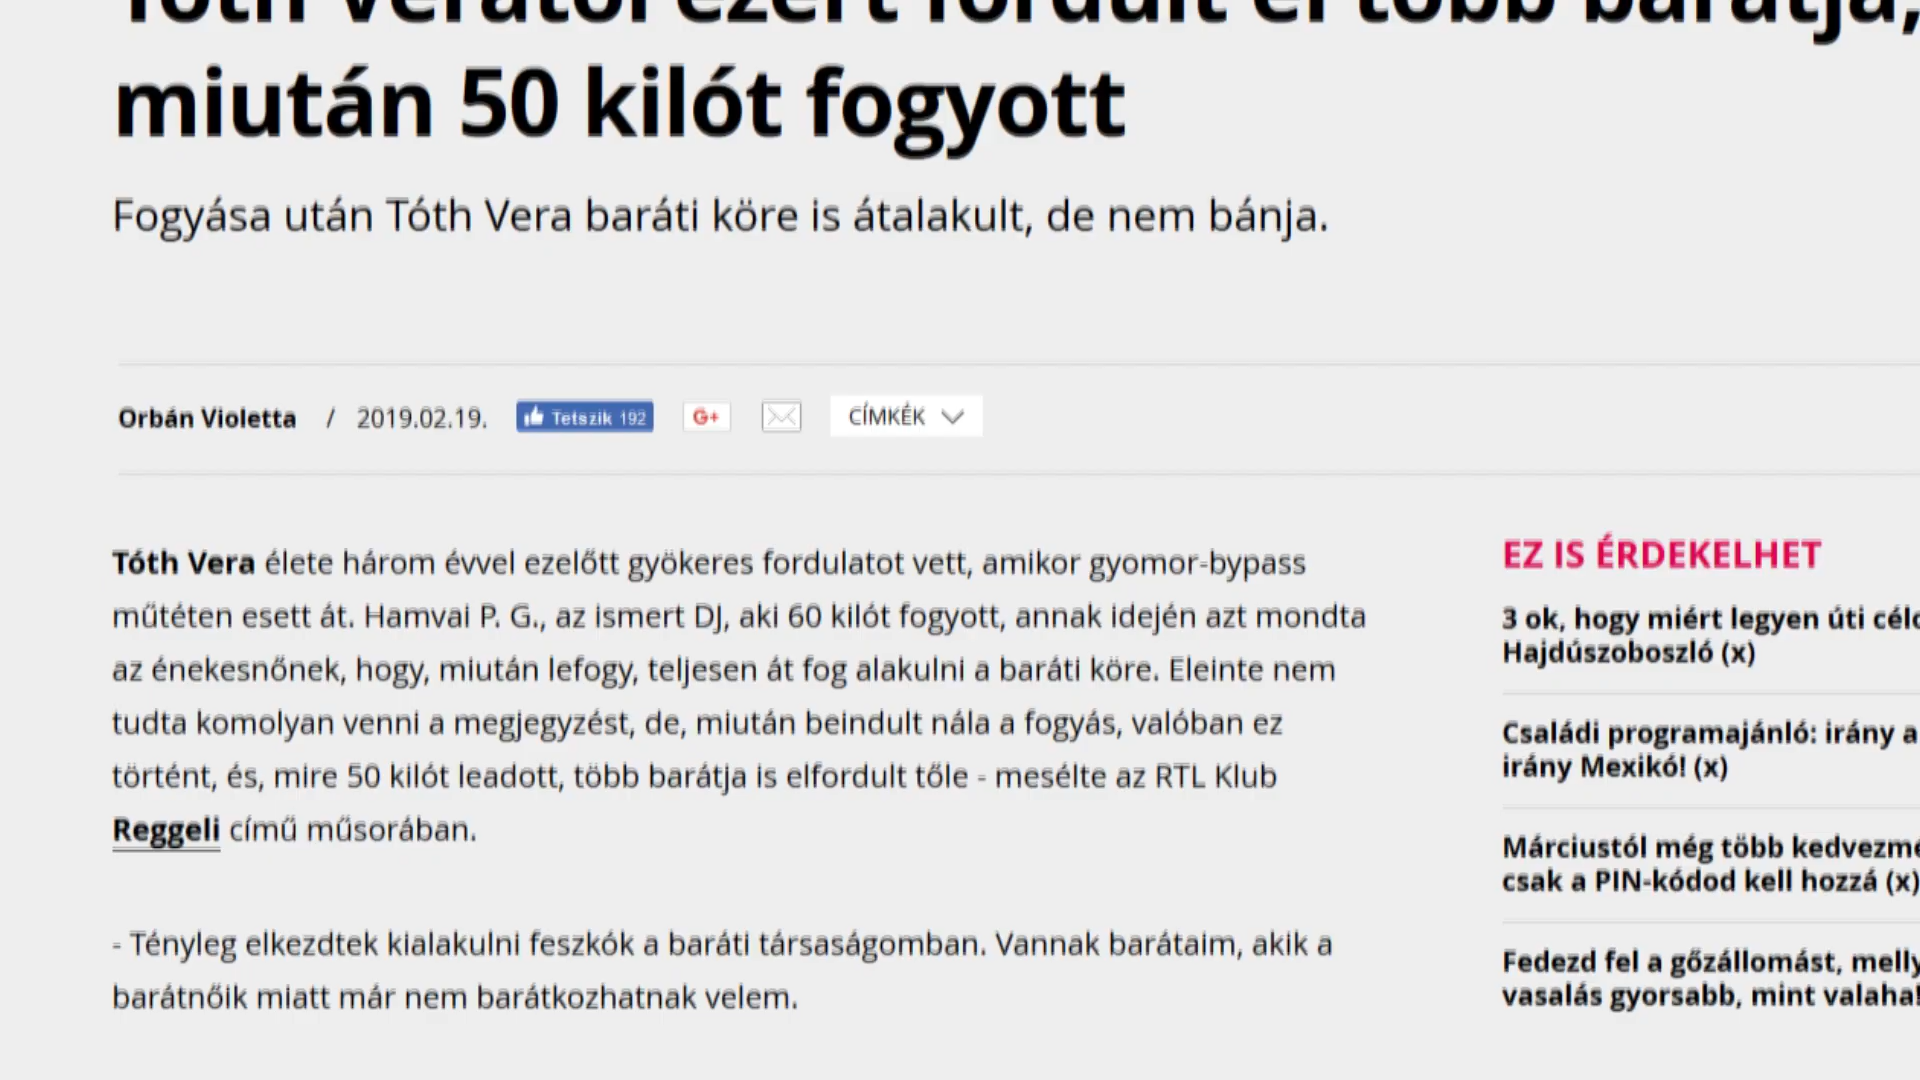 Tóth Verától ezért fordult el több barátja,
miután 50 kilót fogyott
Fogyása után Tóth Vera baráti köre is átalakult, de nem bánja.
Orbán Violetta / 2019.02.19. Tetszik 192 G+ CÍMKÉK
Tóth Vera élete három évvel ezelőtt gyökeres fordulatot vett, amikor gyomor-bypass
műtéten esett át. Hamvai P. G., az ismert DJ, aki 60 kilót fogyott, annak idején azt mondta
az énekesnőnek, hogy, miután lefogy, teljesen át fog alakulni a baráti köre. Eleinte nem
tudta komolyan venni a megjegyzést, de, miután beindult nála a fogyás, valóban ez
történt, és, mire 50 kilót leadott, több barátja is elfordult tőle - mesélte az RTL Klub
Reggeli című műsorában.
- Tényleg elkezdtek kialakulni feszkók a baráti társaságomban. Vannak barátaim, akik a
barátnőik miatt már nem barátkozhatnak velem.
EZ IS ÉRDEKELHET
3 ok, hogy miért legyen úti
Hajdúszoboszló (x)
Családi programajánló: irány a
irány Mexikó! (x)
Márciustól még több
csak a PIN-kódod kell hozzá (x)
Fedezd fel a gőzállomást,
vasalás gyorsabb, mint valaha!